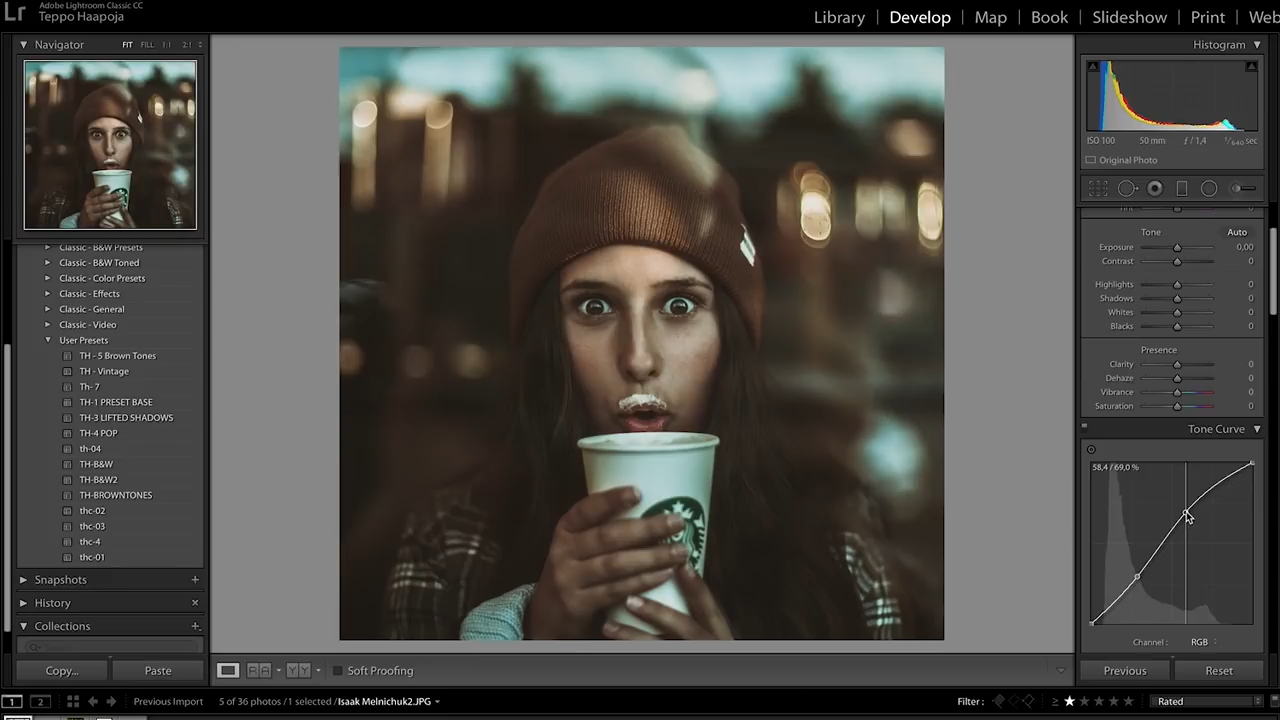 Lr Adobe Lightroom Classic CC
Teppo Haapoja
Library | Develop | Map | Book | Slideshow | Print | Web
Navigator FIT FILL 1:1 2:1
Classic - B&W Presets
Classic - B&W Toned
Classic - Color Presets
Classic - Effects
Classic - General
Classic - Video
User Presets
TH - 5 Brown Tones
TH - Vintage
Th- 7
TH-1 PRESET BASE
TH-3 LIFTED SHADOWS
TH-4 POP
th-04
TH-B&W
TH-B&W2
TH-BROWNTONES
thc-02
thc-03
thc-4
thc-01
Snapshots +
History ×
Collections +
Copy... Paste
Soft Proofing
Histogram
ISO 100 50 mm ƒ / 1,4 1/640 sec
Original Photo
Tone Auto
Exposure 0,00
Contrast 0
Highlights 0
Shadows 0
Whites 0
Blacks 0
Presence
Clarity 0
Dehaze 0
Vibrance 0
Saturation 0
Tone Curve
58,4 / 69,0 %
Channel : RGB
Previous Reset
1 2 Previous Import 5 of 36 photos / 1 selected / Isaak Melnichuk2.JPG Filter : ≥ ★ ★ ★ ★ ★ Rated